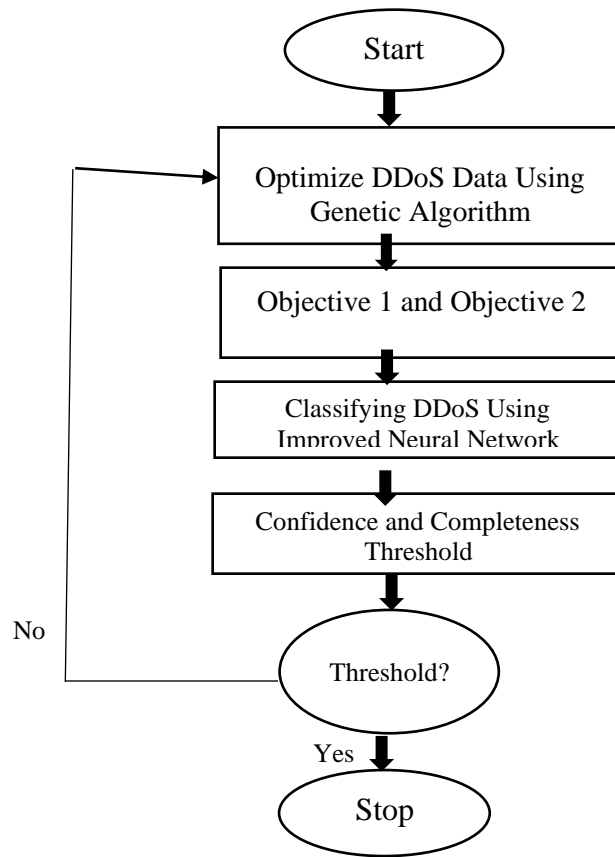 Start
Optimize DDoS Data Using
Genetic Algorithm
Objective 1 and Objective 2
Classifying DDoS Using
Improved Neural Network
Confidence and Completeness
Threshold
No
Threshold?
Yes
Stop